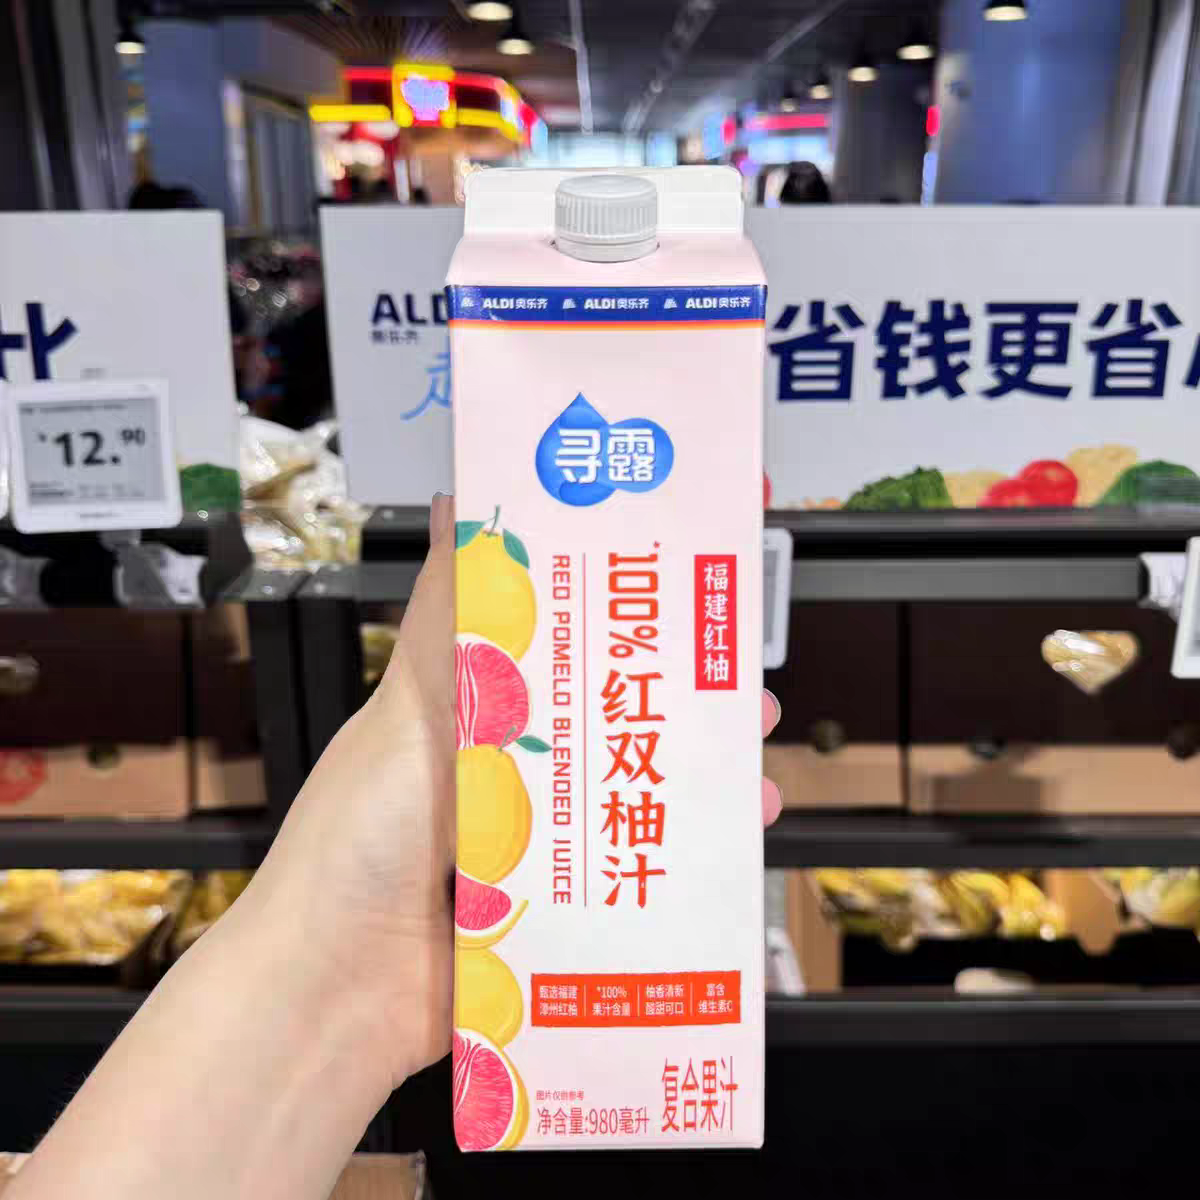 ALDI奥乐齐 ALDI奥乐齐 ALDI奥乐齐
寻露
福建红柚
*100%红双柚汁
RED POMELO BLENDED JUICE
甄选福建
漳州红柚
*100%
果汁含量
柚香清新
酸甜可口
富含
维生素C
图片仅供参考
净含量:980毫升
复合果汁
ALD
奥乐齐
省钱更省
¥12.90